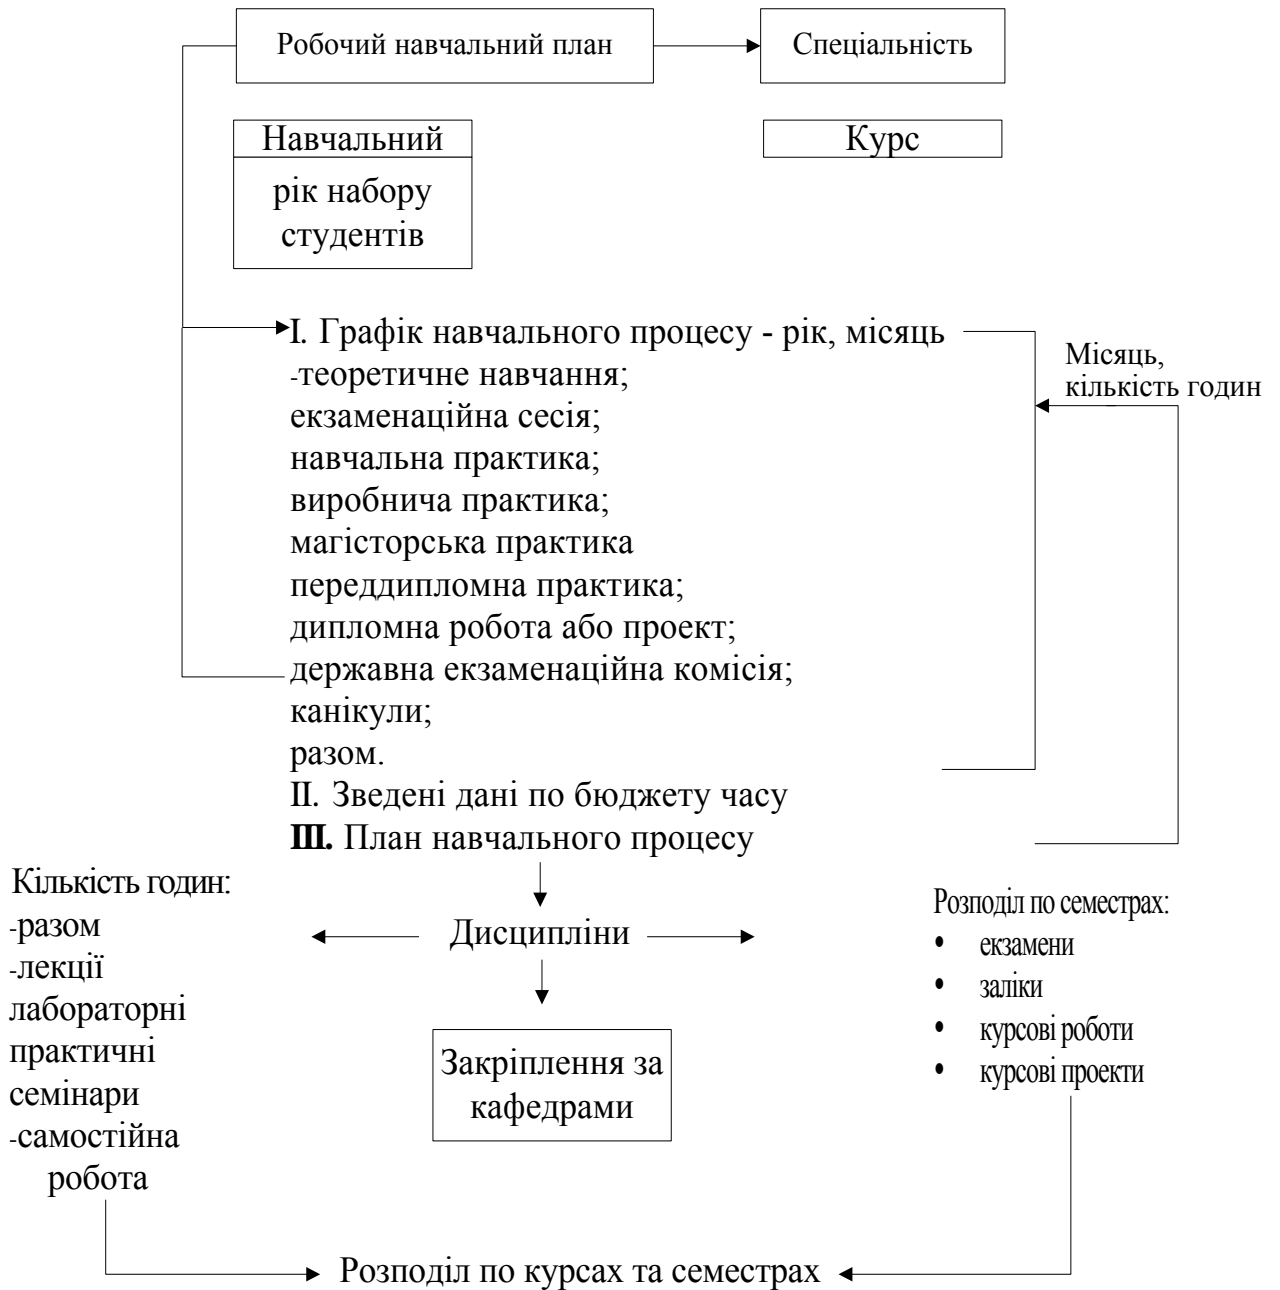 Робочий навчальний план
Спеціальність
Навчальний
рік набору
студентів
Курс
I. Графік навчального процесу - рік, місяць
-теоретичне навчання;
екзаменаційна сесія;
навчальна практика;
виробнича практика;
магісторська практика
переддипломна практика;
дипломна робота або проект;
державна екзаменаційна комісія;
канікули;
разом.
II. Зведені дані по бюджету часу
III. План навчального процесу
Місяць,
кількість годин
Кількість годин:
-разом
-лекції
лабораторні
практичні
семінари
-самостійна
робота
Дисципліни
Закріплення за
кафедрами
Розподіл по семестрах:
• екзамени
• заліки
• курсові роботи
• курсові проекти
Розподіл по курсах та семестрах